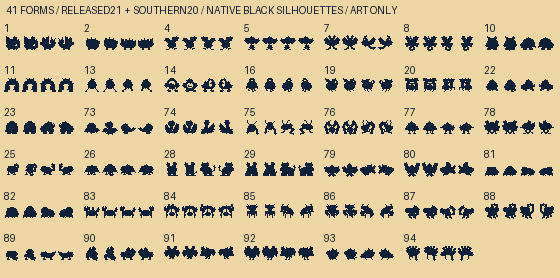 41 FORMS / RELEASED21 + SOUTHERN20 / NATIVE BLACK SILHOUETTES / ART ONLY
1 2 4 5 7 8 10
11 13 14 16 19 20 22
23 73 74 75 76 77 78
25 26 28 29 79 80 81
82 83 84 85 86 87 88
89 90 91 92 93 94